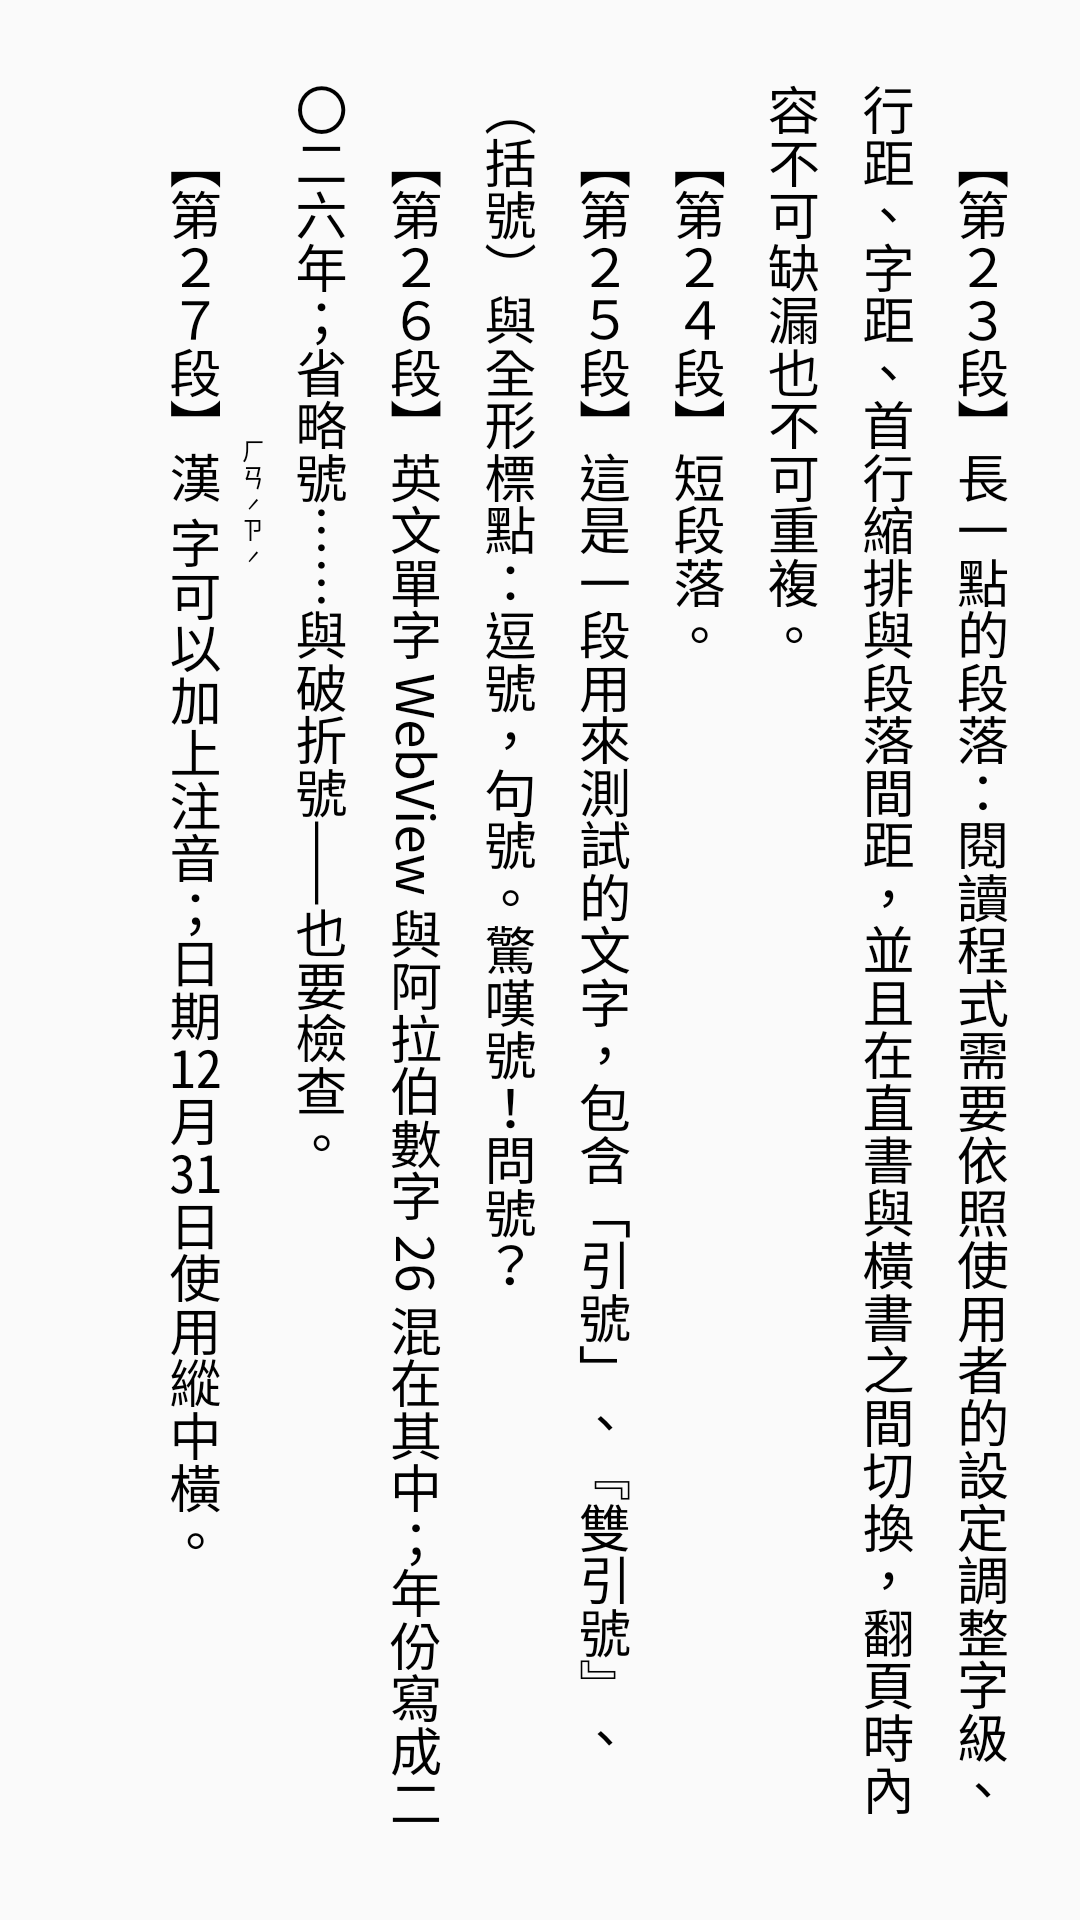 【第２３段】長一點的段落：閱讀程式需要依照使用者的設定調整字級、
行距、字距、首行縮排與段落間距，並且在直書與橫書之間切換，翻頁時內
容不可缺漏也不可重複。
【第２４段】短段落。
【第２５段】這是一段用來測試的文字，包含「引號」、『雙引號』、
（括號）與全形標點：逗號，句號。驚嘆號！問號？
【第２６段】英文單字 WebView 與阿拉伯數字 26 混在其中；年份寫成二
〇二六年；省略號……與破折號——也要檢查。
ㄏㄢˊㄗˊ
【第２７段】漢字可以加上注音；日期12月31日使用縱中橫。